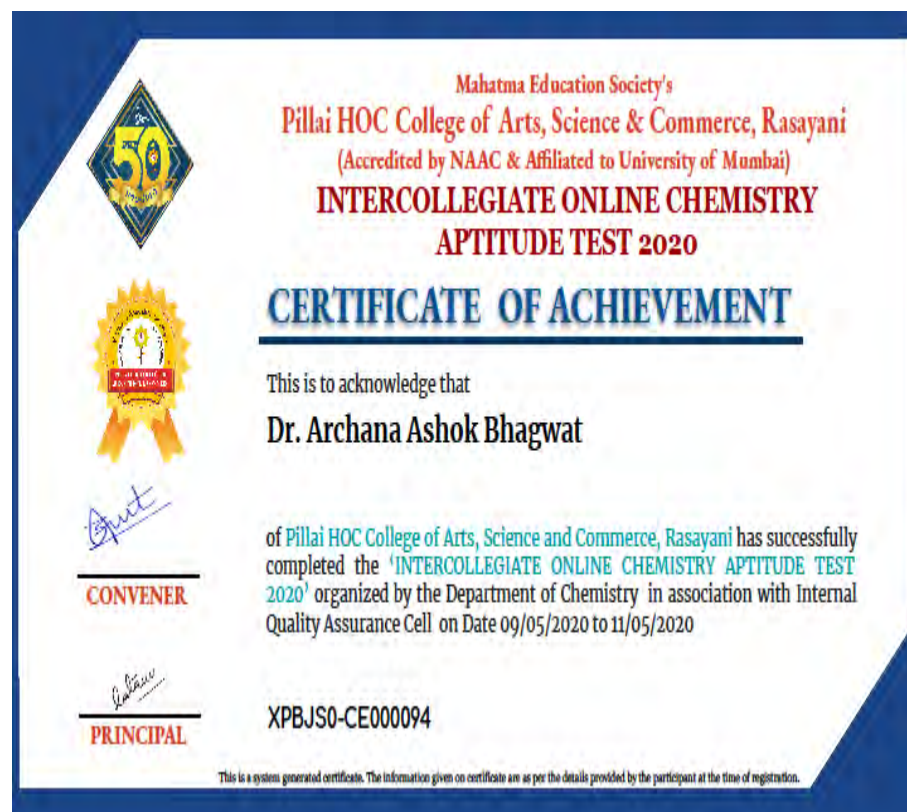 Mahatma Education Society's
Pillai HOC College of Arts, Science & Commerce, Rasayani
(Accredited by NAAC & Affiliated to University of Mumbai)
INTERCOLLEGIATE ONLINE CHEMISTRY
APTITUDE TEST 2020
50
CERTIFICATE OF ACHIEVEMENT
This is to acknowledge that
Dr. Archana Ashok Bhagwat
of Pillai HOC College of Arts, Science and Commerce, Rasayani has successfully
completed the 'INTERCOLLEGIATE ONLINE CHEMISTRY APTITUDE TEST
2020' organized by the Department of Chemistry in association with Internal
Quality Assurance Cell on Date 09/05/2020 to 11/05/2020
CONVENER
XPBJS0-CE000094
PRINCIPAL
This is a system generated certificate. The information given on certificate are as per the details provided by the participant at the time of registration.